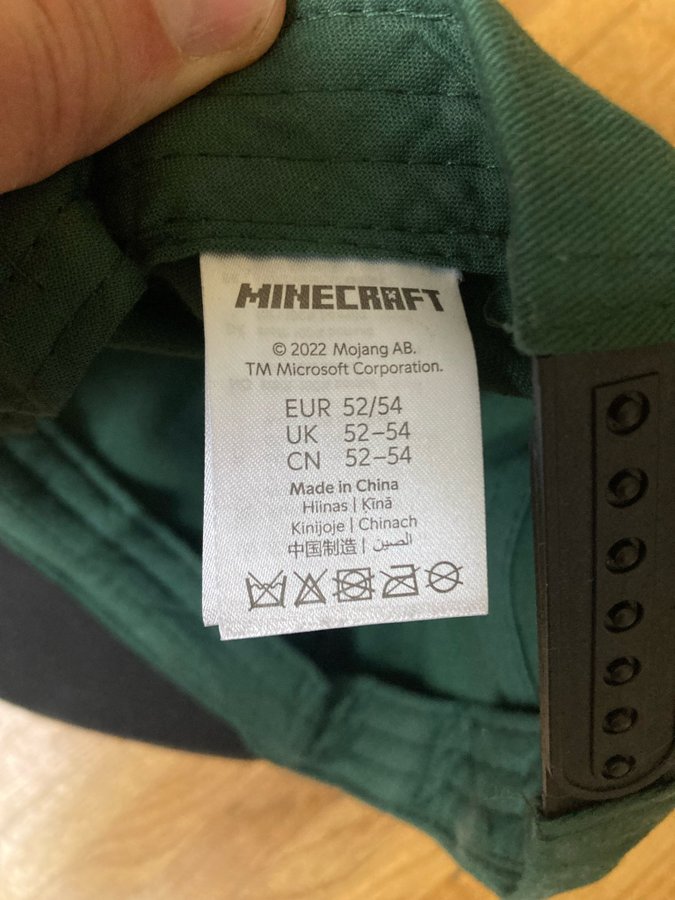 MINECRAFT
© 2022 Mojang AB.
TM Microsoft Corporation.
EUR 52/54
UK 52–54
CN 52–54
Made in China
Hiinas | Ķīnā
Kinijoje | Chinach
中国制造 | الصين